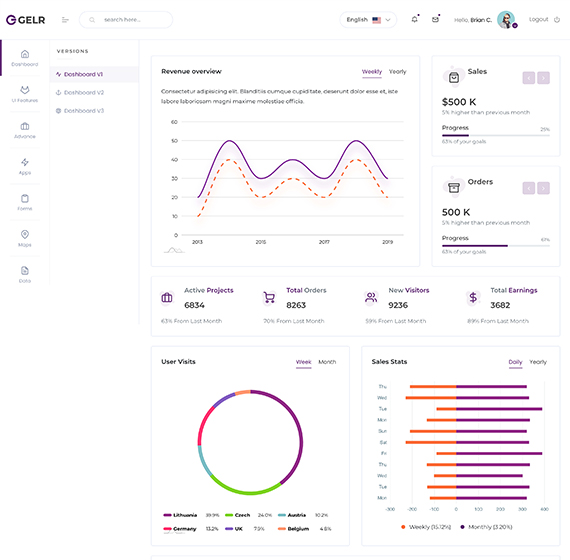 GELR
search here...
English
Hello, Brian C.
Logout
Dashboard
UI Features
Advance
Apps
Forms
Maps
Data
VERSIONS
Dashboard V1
Dashboard V2
Dashboard V3
Revenue overview
Weekly Yearly
Consectetur adipisicing elit. Blanditiis cumque cupiditate, deserunt dolor esse et, iste
labore laboriosam magni maxime molestiae officia.
60
50
40
30
20
10
0
2013 2015 2017 2019
Sales
$500 K
5% higher than previous month
Progress 25%
63% of your goals
Orders
500 K
5% higher than previous month
Progress 61%
63% of your goals
Active Projects
6834
63% From Last Month
Total Orders
8263
70% From Last Month
New Visitors
9236
59% From Last Month
Total Earnings
3682
89% From Last Month
User Visits
Week Month
Lithuania 39.9% Czech 24.0% Austria 10.2%
Germany 13.2% UK 7.9% Belgium 4.8%
Sales Stats
Daily Yearly
Thu
Wed
Tue
Mon
Sun
Sat
Fri
Thu
Wed
Tue
Mon
-300 -200 -100 0 100 200 300 400
Weekly (15.12%) Monthly (3.20%)